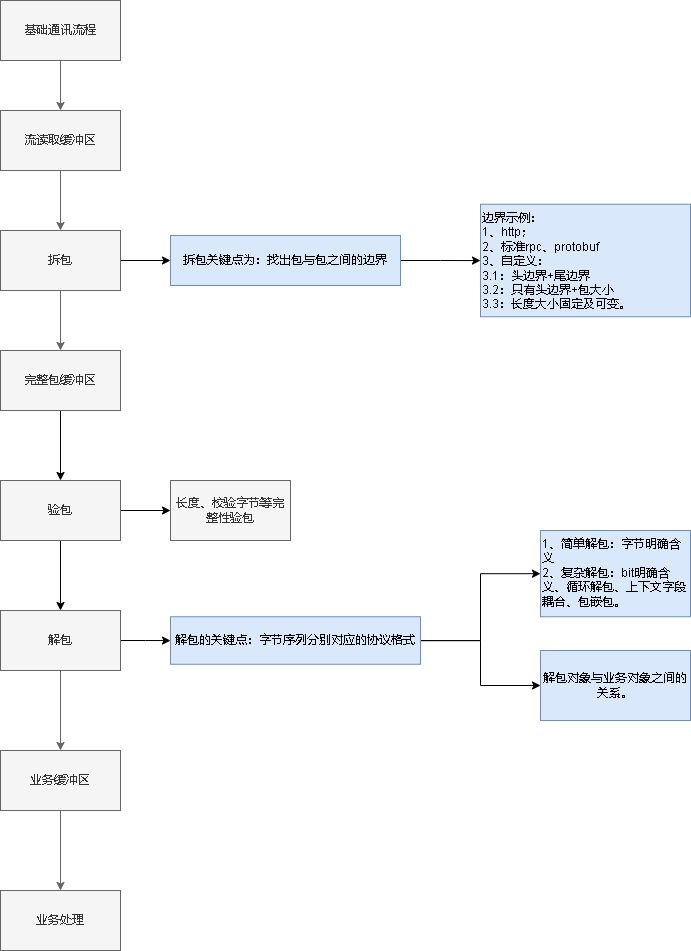 基础通讯流程
流读取缓冲区
拆包
拆包关键点为：找出包与包之间的边界
边界示例：
1、http；
2、标准rpc、protobuf
3、自定义：
3.1：头边界+尾边界
3.2：只有头边界+包大小
3.3：长度大小固定及可变。
完整包缓冲区
验包
长度、校验字节等完
整性验包
解包
解包的关键点：字节序列分别对应的协议格式
1、简单解包：字节明确含
义
2、复杂解包：bit明确含
义、循环解包、上下文字段
耦合、包嵌包。
解包对象与业务对象之间的
关系。
业务缓冲区
业务处理